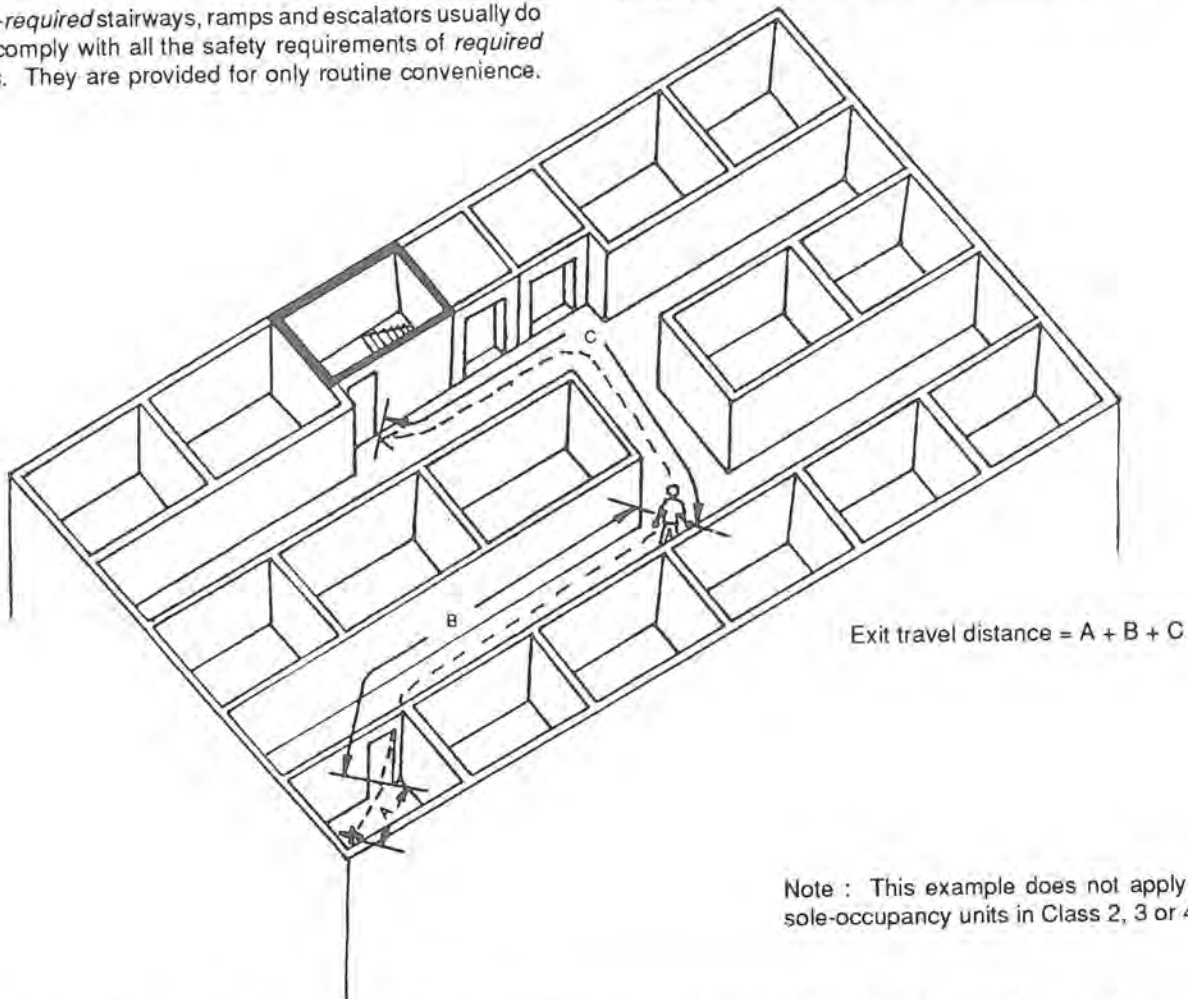 -required stairways, ramps and escalators usually do
comply with all the safety requirements of required
They are provided for only routine convenience.
C
B
A
Exit travel distance = A + B + C
Note : This example does not apply
sole-occupancy units in Class 2, 3 or